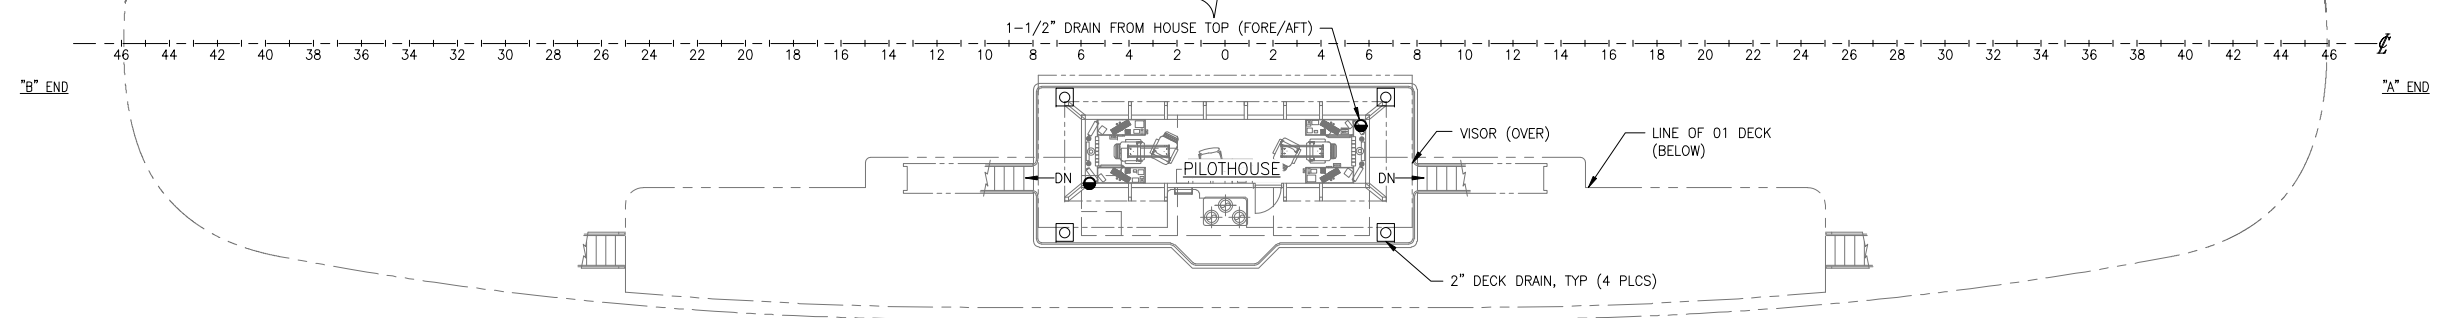 1-1/2" DRAIN FROM HOUSE TOP (FORE/AFT)
46 44 42 40 38 36 34 32 30 28 26 24 22 20 18 16 14 12 10 8 6 4 2 0 2 4 6 8 10 12 14 16 18 20 22 24 26 28 30 32 34 36 38 40 42 44 46 ℄
"B" END
"A" END
VISOR (OVER)
LINE OF 01 DECK
(BELOW)
PILOTHOUSE
DN
DN
2" DECK DRAIN, TYP (4 PLCS)